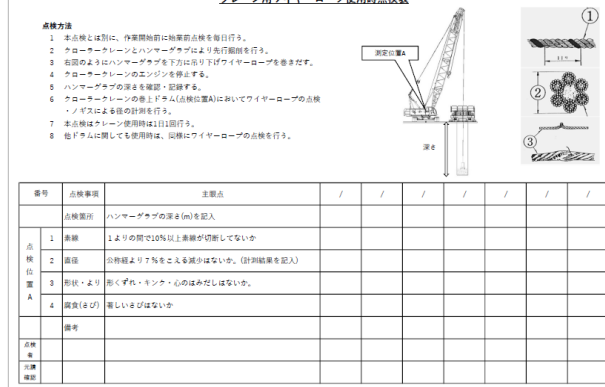 クレーン用ワイヤーロープ使用時点検表
点検方法
1 本点検とは別に、作業開始前に始業前点検を毎日行う。
2 クローラークレーンとハンマーグラブにより先行掘削を行う。
3 右図のようにハンマーグラブを下方に吊り下げワイヤーロープを巻きだす。
4 クローラークレーンのエンジンを停止する。
5 ハンマーグラブの深さを確認・記録する。
6 クローラークレーンの巻上ドラム(点検位置A)においてワイヤーロープの点検
・ノギスによる径の計測を行う。
7 本点検はクレーン使用時は1日1回行う。
8 他ドラムに関しても使用時は、同様にワイヤーロープの点検を行う。
測定位置A
深さ
①
②
③
番号 点検事項 主眼点 / / / / / / /
点検箇所 ハンマーグラブの深さ(m)を記入
点検位置A
1 素線 1よりの間で10%以上素線が切断してないか
2 直径 公称経より7%をこえる減少はないか。(計測結果を記入)
3 形状・より 形くずれ・キンク・心のはみだしはないか。
4 腐食(さび) 著しいさびはないか
備考
点検者
元請確認